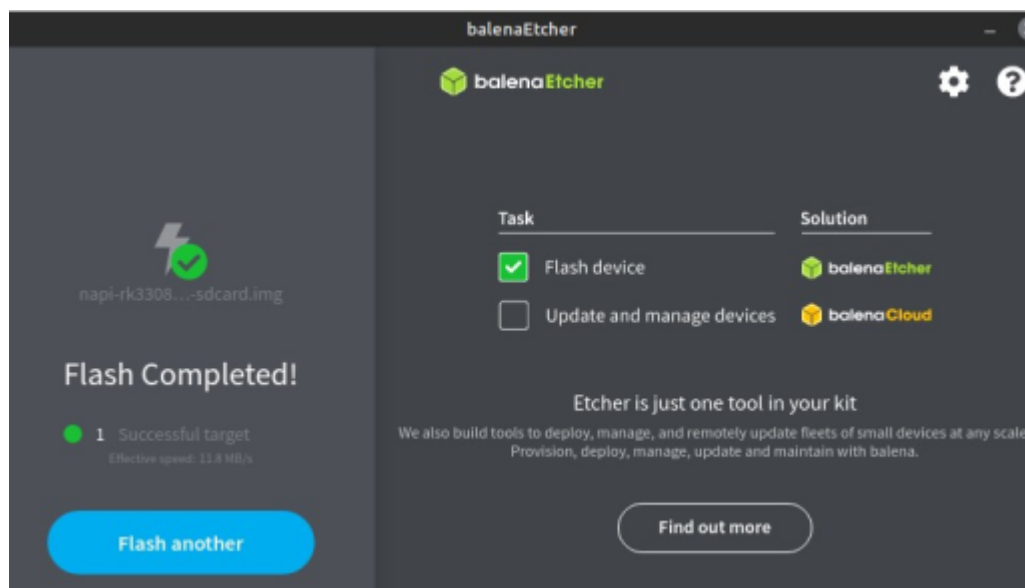 balenaEtcher
balenaEtcher
napi-rk3308...-sdcard.img
Flash Completed!
1 Successful target
Effective speed: 11.8 MB/s
Flash another
Task Solution
Flash device balenaEtcher
Update and manage devices balenaCloud
Etcher is just one tool in your kit
We also build tools to deploy, manage, and remotely update fleets of small devices at any scale
Provision, deploy, manage, update and maintain with balena.
Find out more